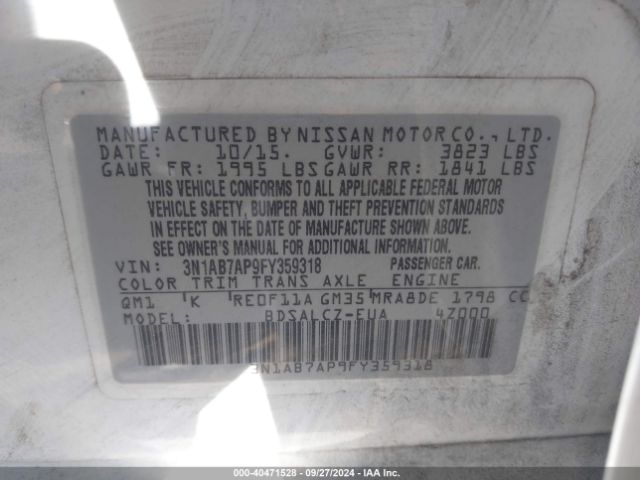 MANUFACTURED BY NISSAN MOTOR CO., LTD.
DATE: 10/15. GVWR: 3823 LBS
GAWR FR: 1995 LBS GAWR RR: 1841 LBS
THIS VEHICLE CONFORMS TO ALL APPLICABLE FEDERAL MOTOR
VEHICLE SAFETY, BUMPER AND THEFT PREVENTION STANDARDS
IN EFFECT ON THE DATE OF MANUFACTURE SHOWN ABOVE.
SEE OWNER'S MANUAL FOR ADDITIONAL INFORMATION.
VIN: 3N1AB7AP9FY359318 PASSENGER CAR.
COLOR TRIM TRANS AXLE ENGINE
QM1 K RE0F11A GM35 MRA8DE 1798 CC
MODEL: BDSALCZ-EUA 4Z000
3N1AB7AP9FY359318
000-40471528 - 09/27/2024 - IAA Inc.